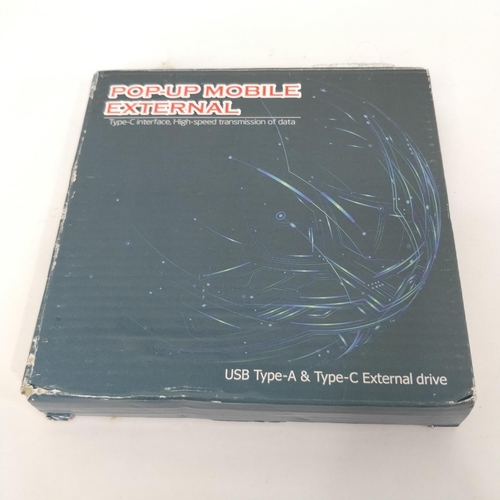 POP-UP MOBILE
EXTERNAL
Type-C interface, High-speed transmission of data
USB Type-A & Type-C External drive